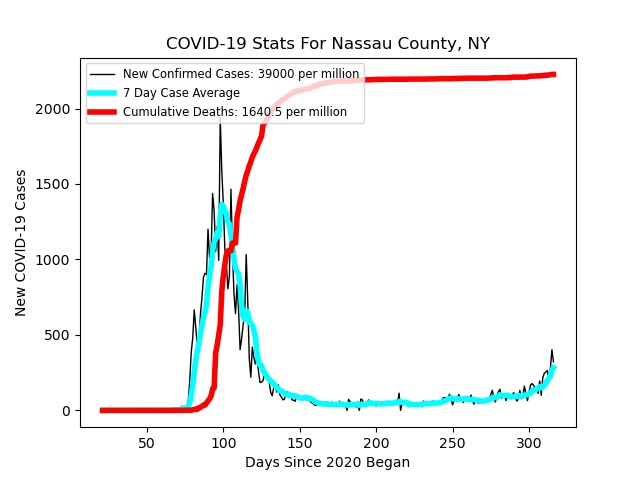 COVID-19 Stats For Nassau County, NY
New Confirmed Cases: 39000 per million
7 Day Case Average
Cumulative Deaths: 1640.5 per million
New COVID-19 Cases
2000
1500
1000
500
0
50 100 150 200 250 300
Days Since 2020 Began